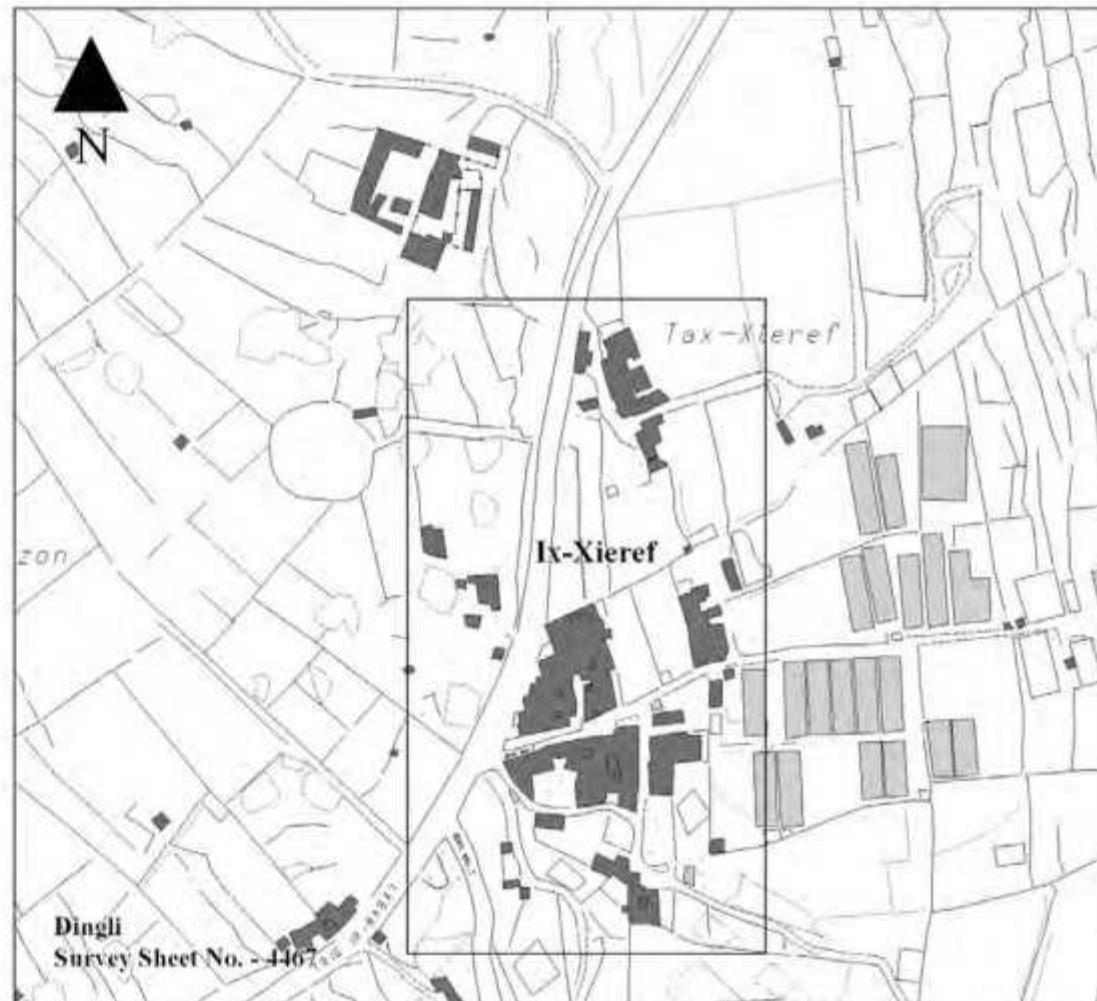 N
Tax-Xieref
zon
Ix-Xieref
Dingli
Survey Sheet No. - 4467